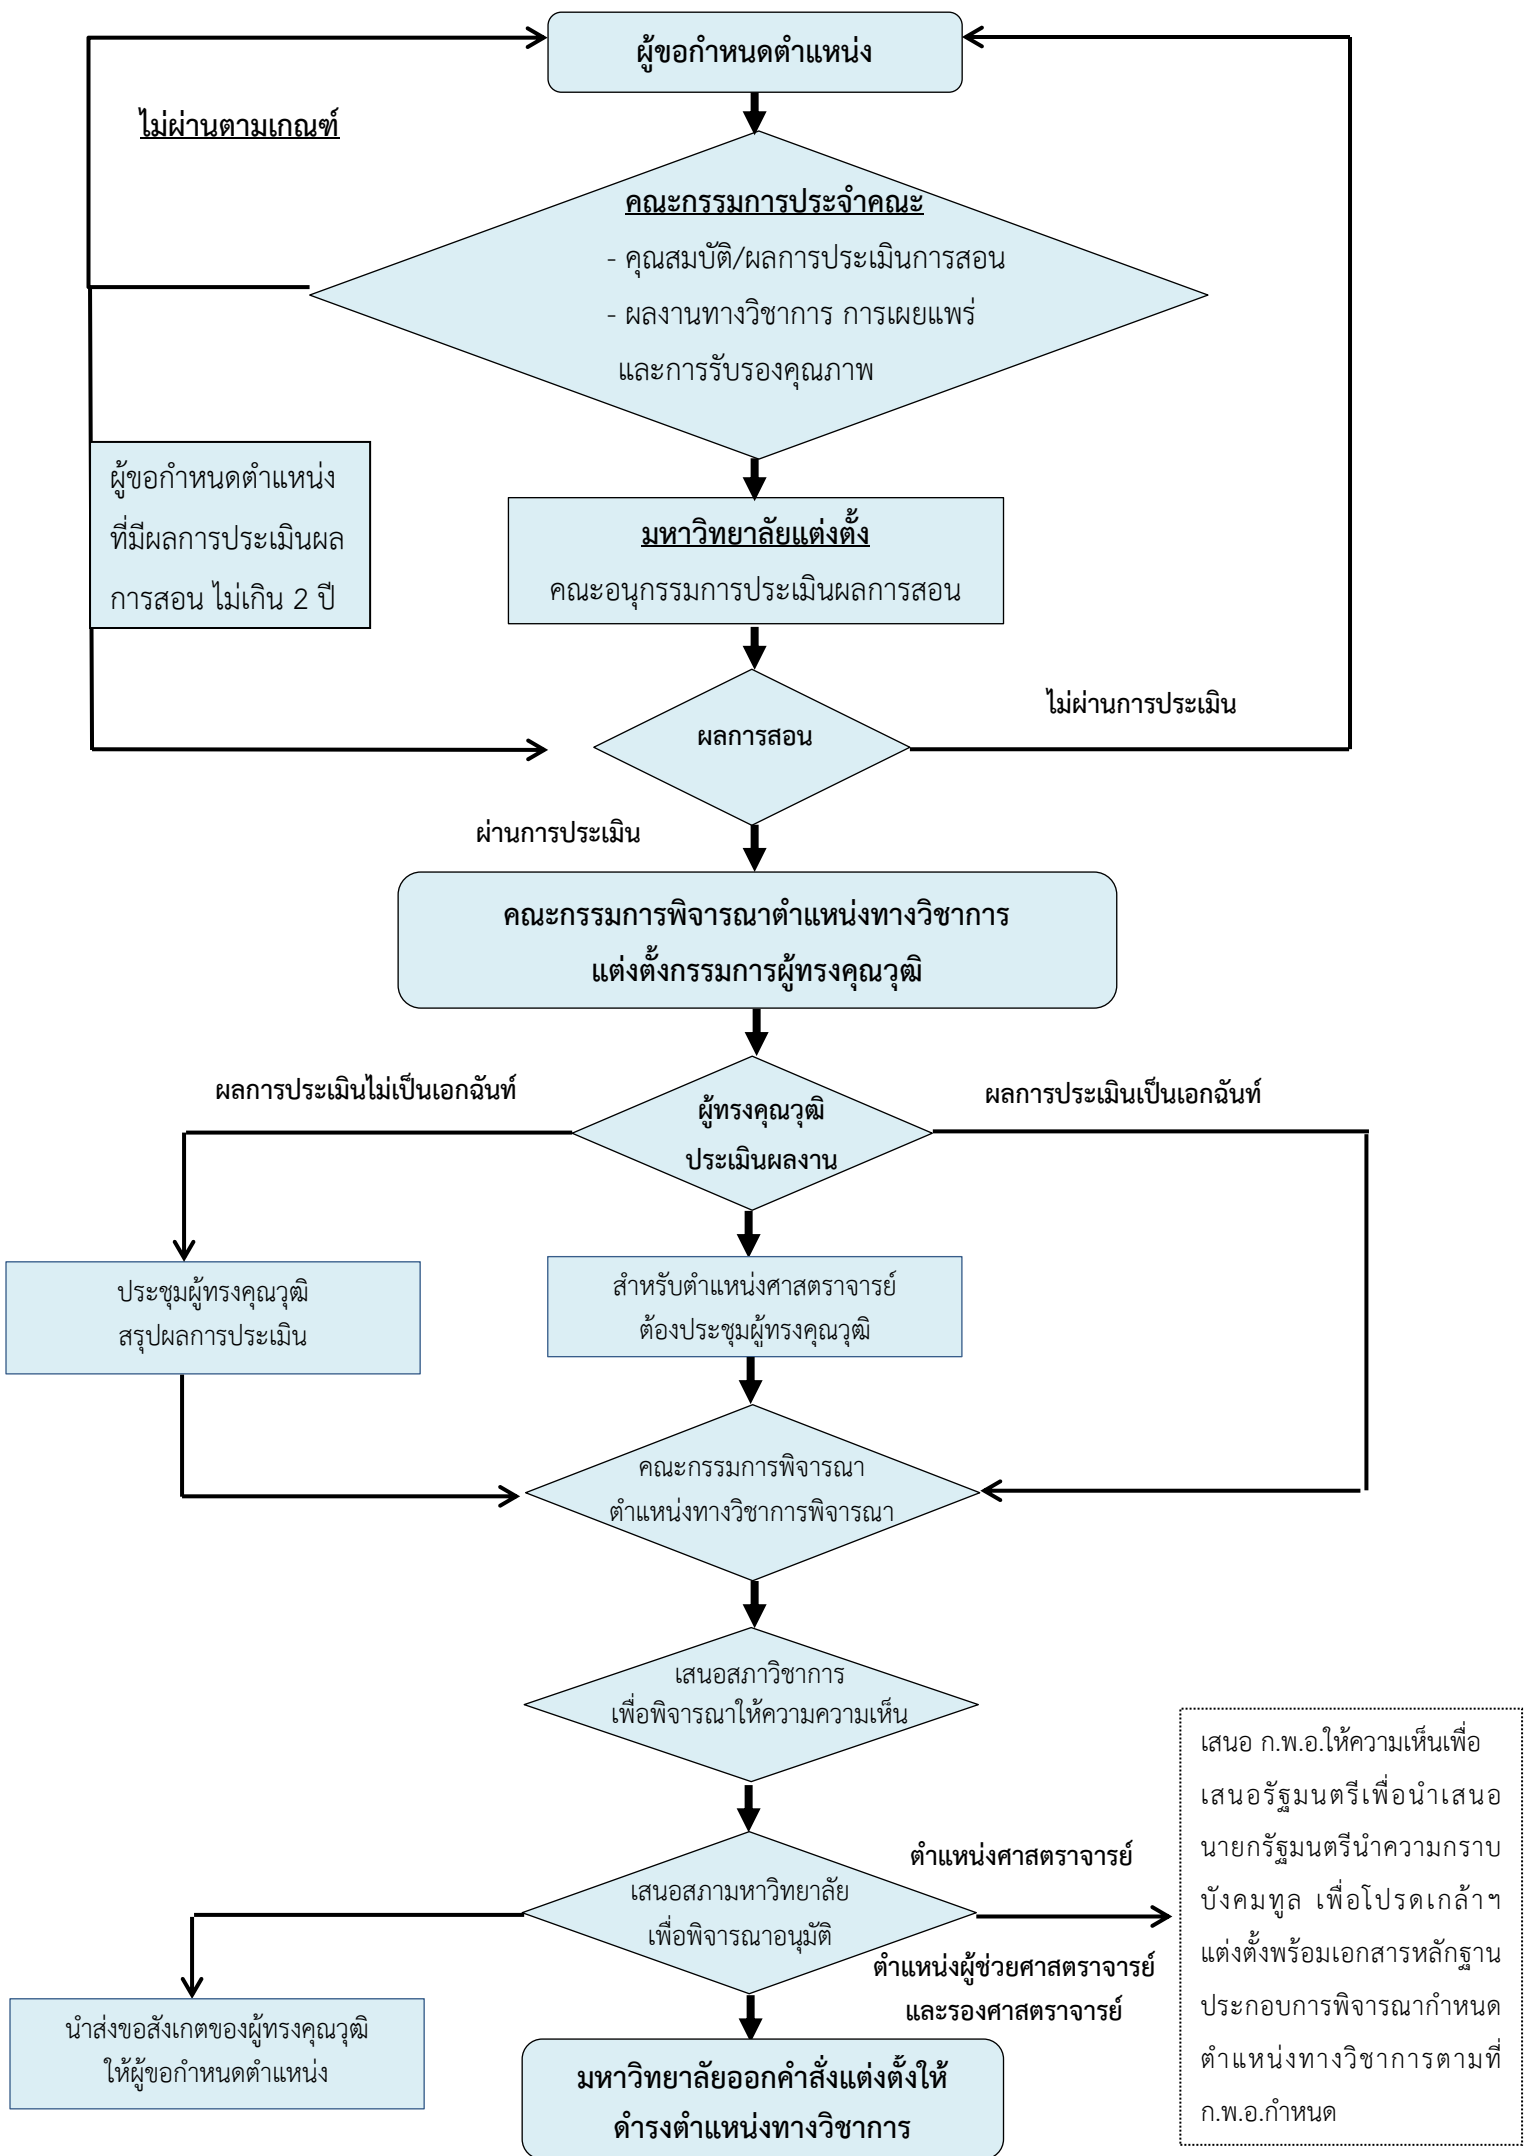 ผู้ขอกำหนดตำแหน่ง
ไม่ผ่านตามเกณฑ์
คณะกรรมการประจำคณะ
- คุณสมบัติ/ผลการประเมินการสอน
- ผลงานทางวิชาการ การเผยแพร่
และการรับรองคุณภาพ
ผู้ขอกำหนดตำแหน่ง
ที่มีผลการประเมินผล
การสอน ไม่เกิน 2 ปี
มหาวิทยาลัยแต่งตั้ง
คณะอนุกรรมการประเมินผลการสอน
ไม่ผ่านการประเมิน
ผลการสอน
ผ่านการประเมิน
คณะกรรมการพิจารณาตำแหน่งทางวิชาการ
แต่งตั้งกรรมการผู้ทรงคุณวุฒิ
ผลการประเมินไม่เป็นเอกฉันท์
ผลการประเมินเป็นเอกฉันท์
ผู้ทรงคุณวุฒิ
ประเมินผลงาน
ประชุมผู้ทรงคุณวุฒิ
สรุปผลการประเมิน
สำหรับตำแหน่งศาสตราจารย์
ต้องประชุมผู้ทรงคุณวุฒิ
คณะกรรมการพิจารณา
ตำแหน่งทางวิชาการพิจารณา
เสนอสภาวิชาการ
เพื่อพิจารณาให้ความความเห็น
เสนอสภามหาวิทยาลัย
เพื่อพิจารณาอนุมัติ
ตำแหน่งศาสตราจารย์
ตำแหน่งผู้ช่วยศาสตราจารย์
และรองศาสตราจารย์
เสนอ ก.พ.อ.ให้ความเห็นเพื่อ
เสนอรัฐมนตรีเพื่อนำเสนอ
นายกรัฐมนตรีนำความกราบ
บังคมทูล เพื่อโปรดเกล้าฯ
แต่งตั้งพร้อมเอกสารหลักฐาน
ประกอบการพิจารณากำหนด
ตำแหน่งทางวิชาการตามที่
ก.พ.อ.กำหนด
นำส่งขอสังเกตของผู้ทรงคุณวุฒิ
ให้ผู้ขอกำหนดตำแหน่ง
มหาวิทยาลัยออกคำสั่งแต่งตั้งให้
ดำรงตำแหน่งทางวิชาการ